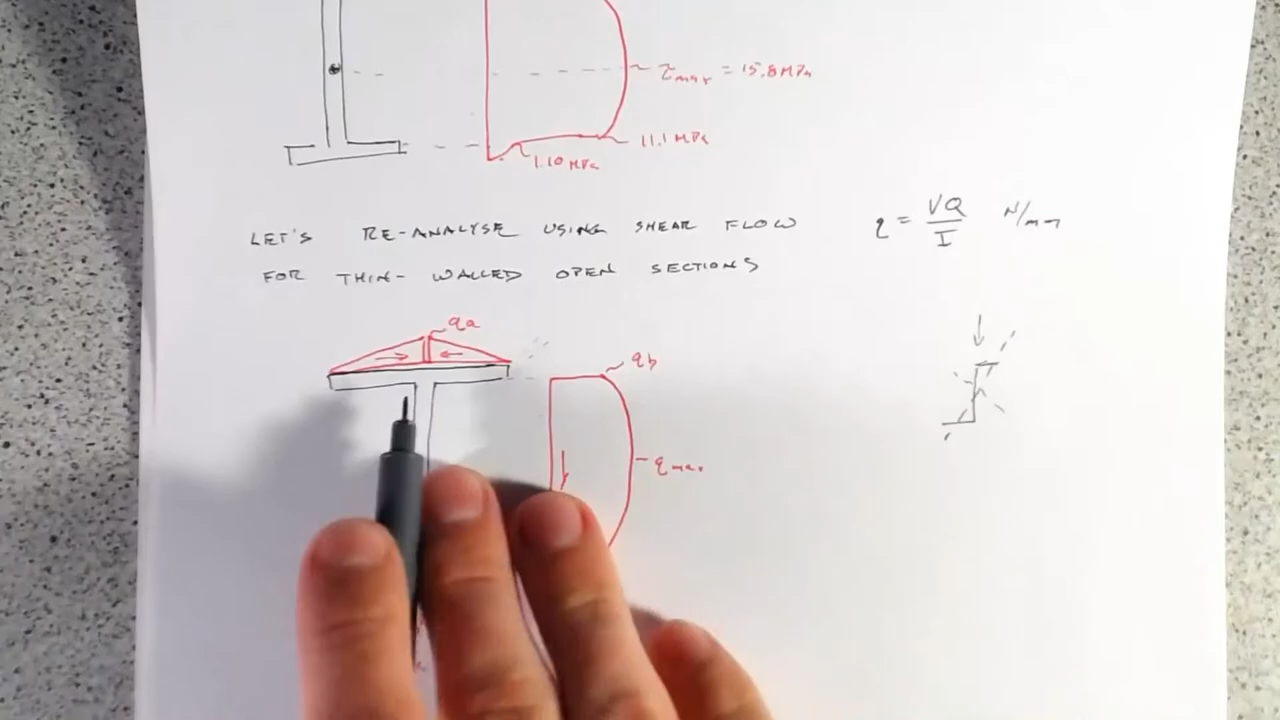 τmax = 15.8 MPa
11.1 MPa
1.10 MPa
LET'S RE-ANALYSE USING SHEAR FLOW
FOR THIN-WALLED OPEN SECTIONS
q = VQ/I N/mm
qa
qb
qmax